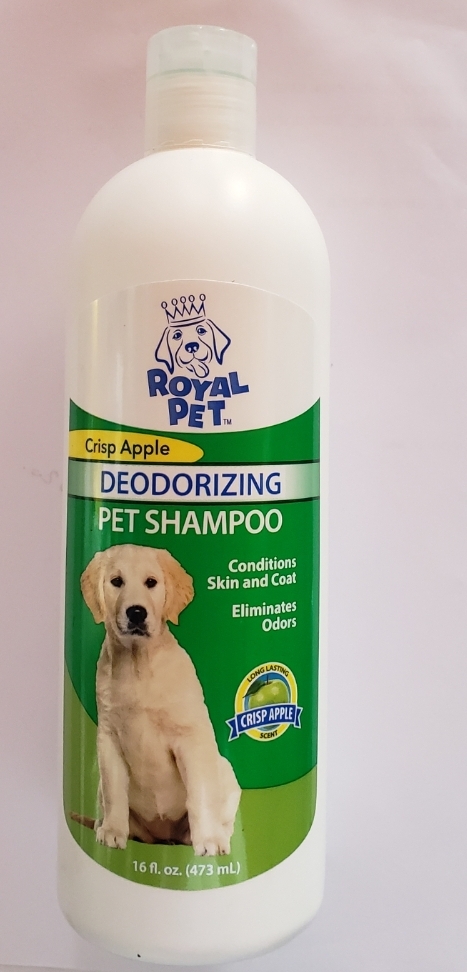 ROYAL
PET™
Crisp Apple
DEODORIZING
PET SHAMPOO
Conditions
Skin and Coat
Eliminates
Odors
LONG LASTING
CRISP APPLE
SCENT
16 fl. oz. (473 mL)